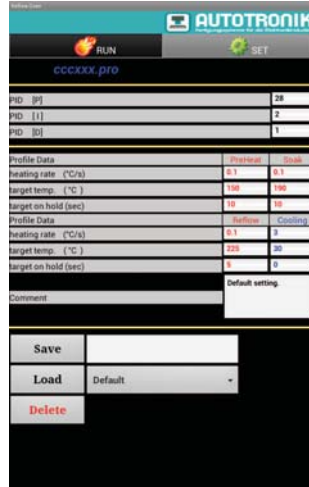 Reflow Oven
AUTOTRONIK
RUN
SET
cccxxx.pro
PID [P] 28
PID [I] 2
PID [D] 1
Profile Data PreHeat Soak
heating rate (°C/s) 0.1 0.1
target temp. (°C) 150 190
target on hold (sec) 10 10
Profile Data Reflow Cooling
heating rate (°C/s) 0.1 3
target temp. (°C) 225 30
target on hold (sec) 5 0
Comment
Default setting.
Save
Load Default
Delete